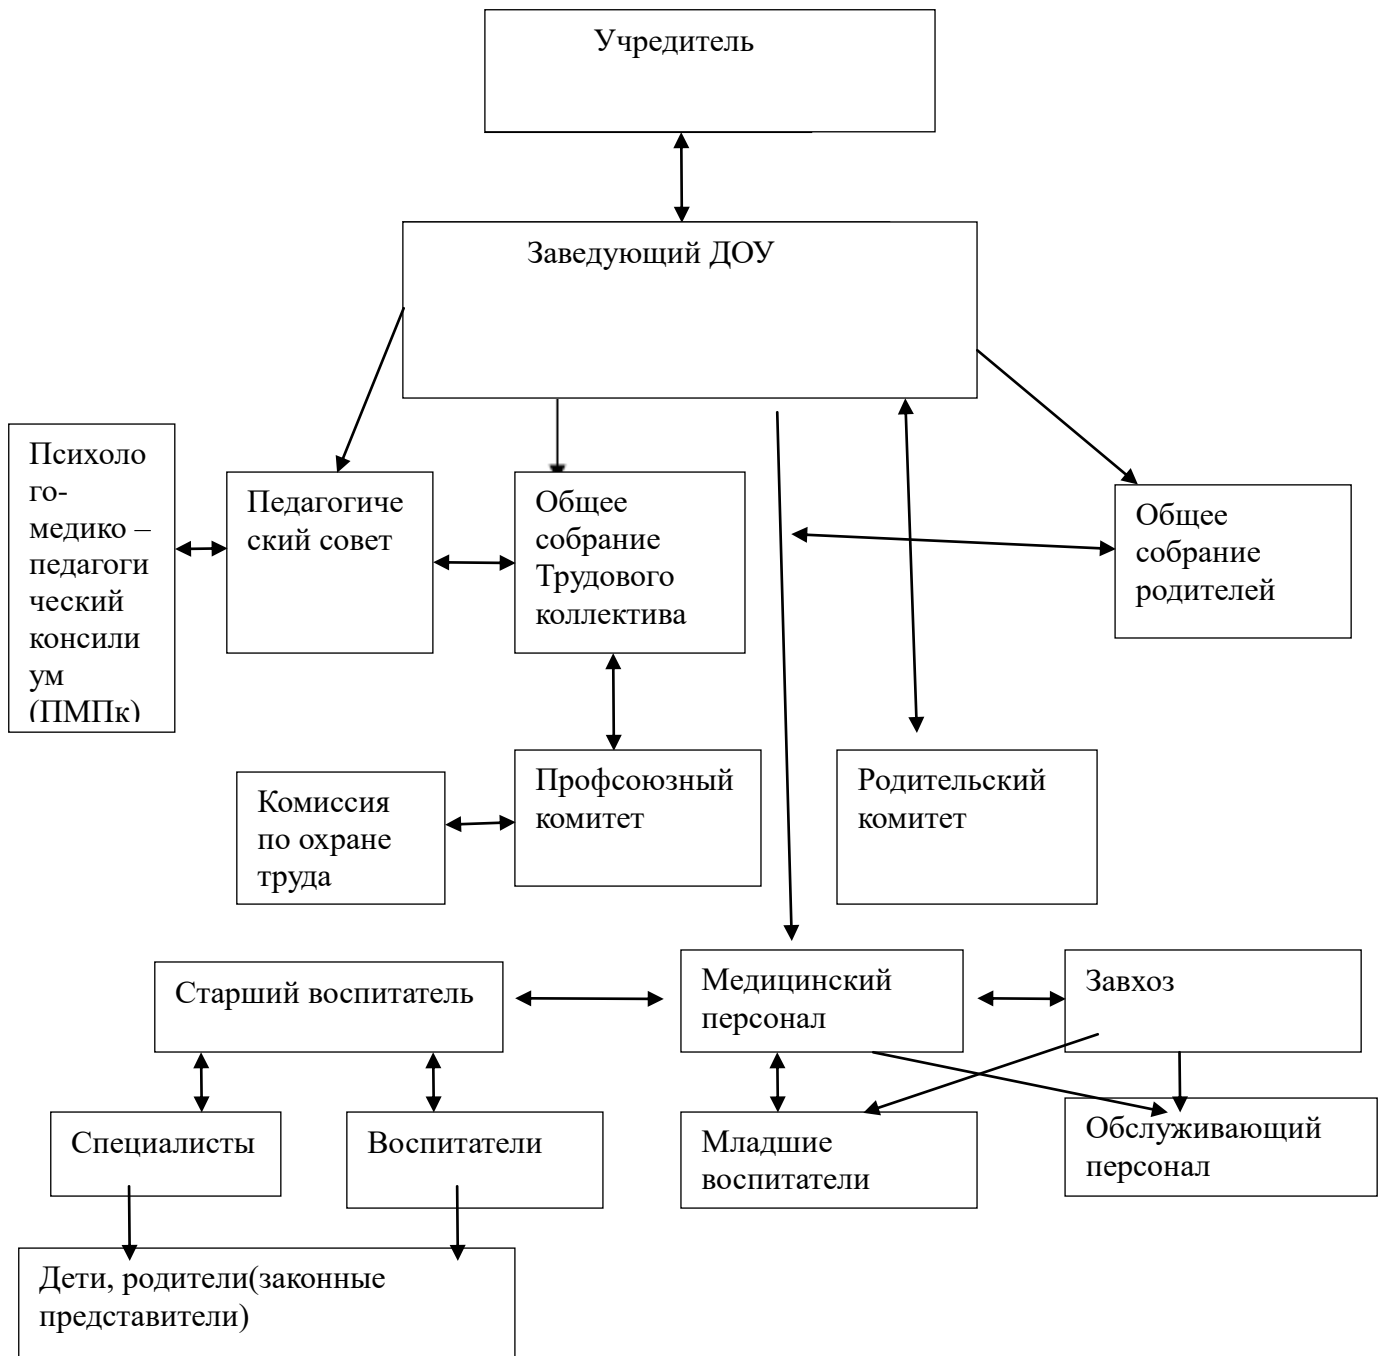 Учредитель
Заведующий ДОУ
Психоло
го-
медико –
педагоги
ческий
консили
ум
(ПМПк)
Педагогиче
ский совет
Общее
собрание
Трудового
коллектива
Общее
собрание
родителей
Комиссия
по охране
труда
Профсоюзный
комитет
Родительский
комитет
Старший воспитатель
Медицинский
персонал
Завхоз
Специалисты
Воспитатели
Младшие
воспитатели
Обслуживающий
персонал
Дети, родители(законные
представители)